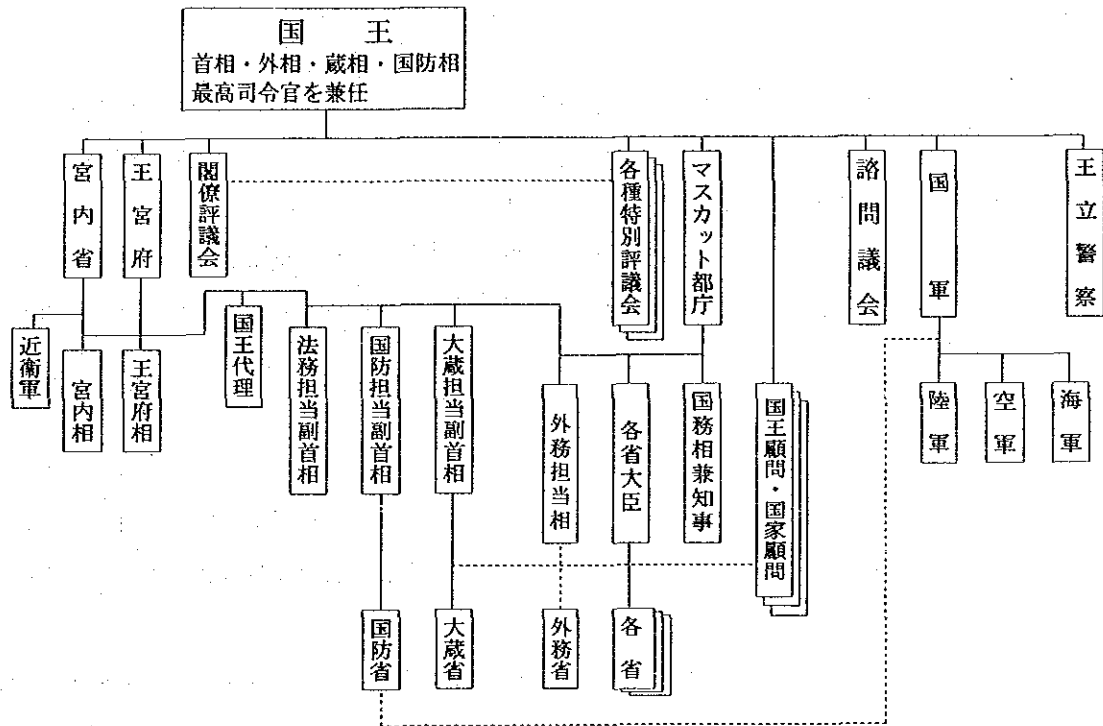 国王
首相・外相・蔵相・国防相
最高司令官を兼任
宮内省
王宮府
閣僚評議会
各種特別評議会
マスカット都庁
諮問議会
国軍
王立警察
近衛軍
宮内相
王宮府相
国王代理
法務担当副首相
国防担当副首相
大蔵担当副首相
外務担当相
各省大臣
国務相兼知事
国王顧問・国家顧問
陸軍
空軍
海軍
国防省
大蔵省
外務省
各省